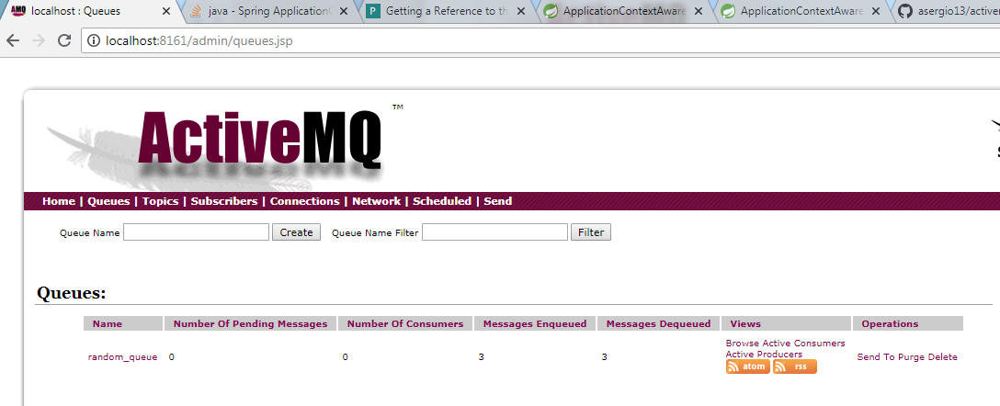 localhost : Queues
java - Spring Application
Getting a Reference to th
ApplicationContextAware
ApplicationContextAware
asergio13/active
localhost:8161/admin/queues.jsp
ActiveMQ™
Home | Queues | Topics | Subscribers | Connections | Network | Scheduled | Send
Queue Name Create Queue Name Filter Filter
Queues:
Name Number Of Pending Messages Number Of Consumers Messages Enqueued Messages Dequeued Views Operations
random_queue 0 0 3 3 Browse Active Consumers
Active Producers
atom rss
Send To Purge Delete